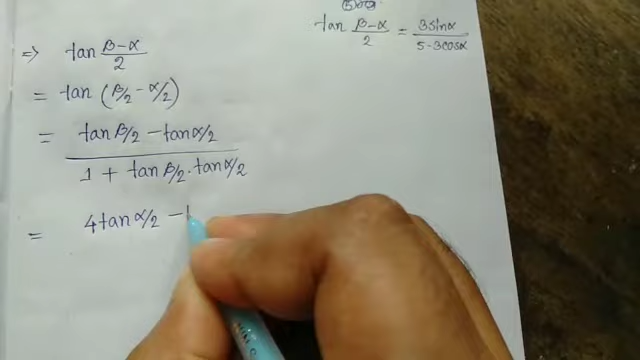 tan β-α/2 = 3sinα/5-3cosα
=> tan β-α/2
= tan (β/2 - α/2)
= tan β/2 - tan α/2
1 + tan β/2 . tan α/2
= 4tan α/2 -